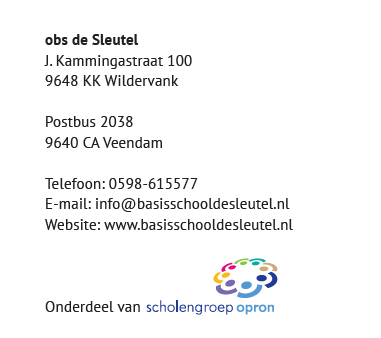 obs de Sleutel
J. Kammingastraat 100
9648 KK Wildervank
Postbus 2038
9640 CA Veendam
Telefoon: 0598-615577
E-mail: info@basisschooldesleutel.nl
Website: www.basisschooldesleutel.nl
Onderdeel van scholengroep opron